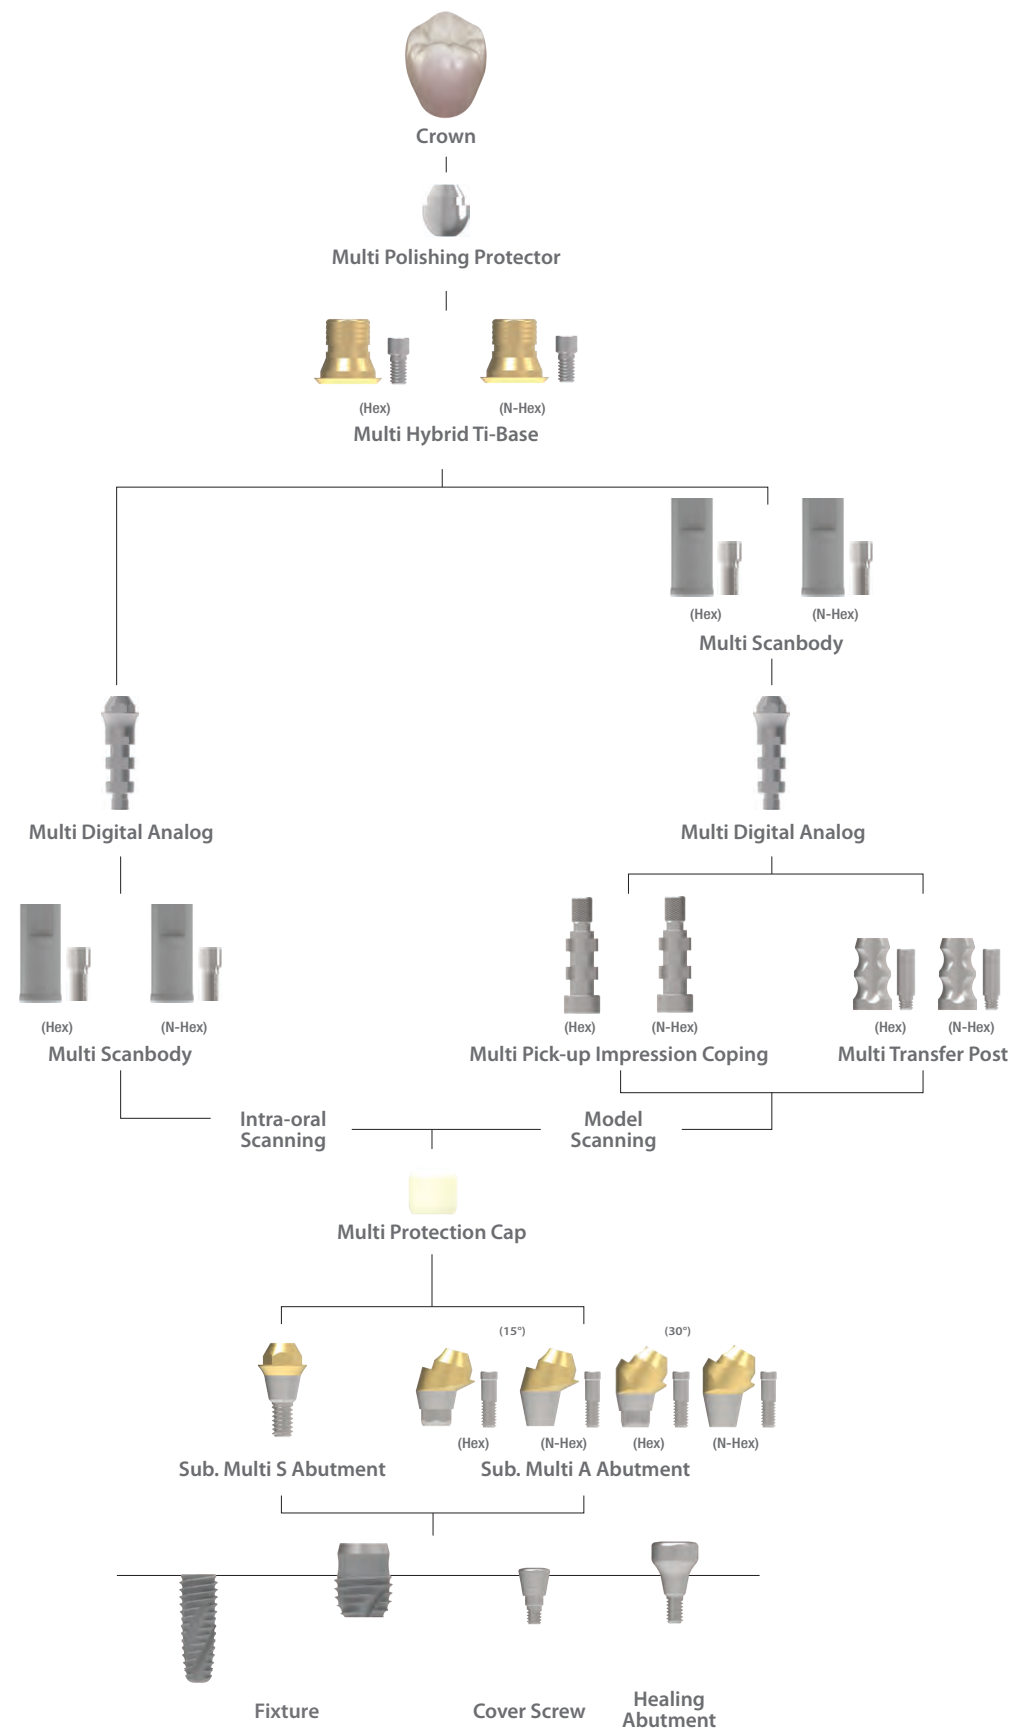 Crown
Multi Polishing Protector
(Hex)
(N-Hex)
Multi Hybrid Ti-Base
(Hex)
(N-Hex)
Multi Scanbody
Multi Digital Analog
Multi Digital Analog
(Hex)
(N-Hex)
Multi Scanbody
(Hex)
(N-Hex)
Multi Pick-up Impression Coping
(Hex)
(N-Hex)
Multi Transfer Post
Intra-oral
Scanning
Model
Scanning
Multi Protection Cap
(15°)
(30°)
(Hex)
(N-Hex)
(Hex)
(N-Hex)
Sub. Multi S Abutment
Sub. Multi A Abutment
Fixture
Cover Screw
Healing
Abutment